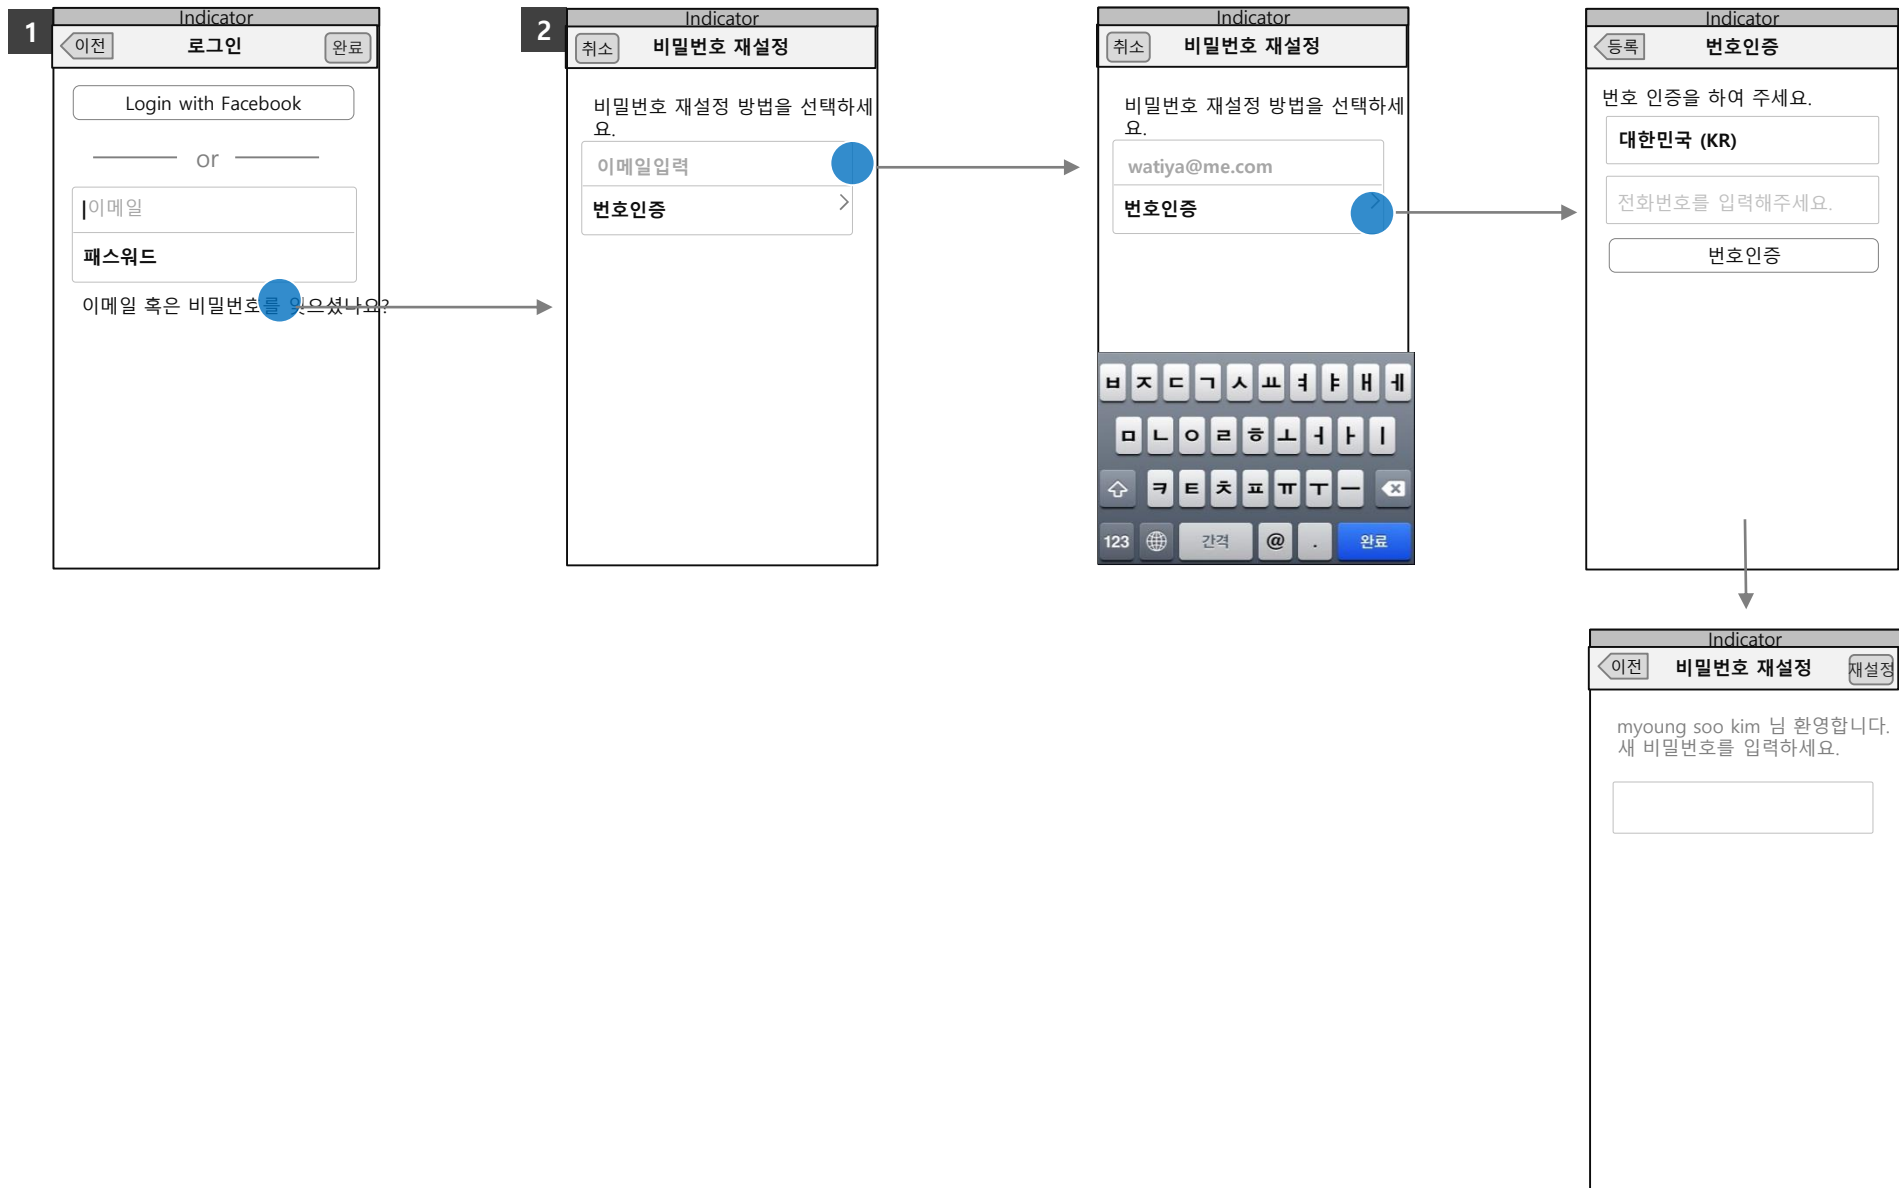 1
Indicator
이전
로그인
완료
Login with Facebook
or
이메일
패스워드
이메일 혹은 비밀번호를 잊으셨나요?
2
Indicator
취소
비밀번호 재설정
비밀번호 재설정 방법을 선택하세
요.
이메일입력
번호인증
Indicator
취소
비밀번호 재설정
비밀번호 재설정 방법을 선택하세
요.
watiya@me.com
번호인증
ㅂ ㅈ ㄷ ㄱ ㅅ ㅛ ㅕ ㅑ ㅐ ㅔ
ㅁ ㄴ ㅇ ㄹ ㅎ ㅗ ㅓ ㅏ ㅣ
ㅋ ㅌ ㅊ ㅍ ㅠ ㅜ ㅡ
123 간격 @ . 완료
Indicator
등록
번호인증
번호 인증을 하여 주세요.
대한민국 (KR)
전화번호를 입력해주세요.
번호인증
Indicator
이전
비밀번호 재설정
재설정
myoung soo kim 님 환영합니다.
새 비밀번호를 입력하세요.